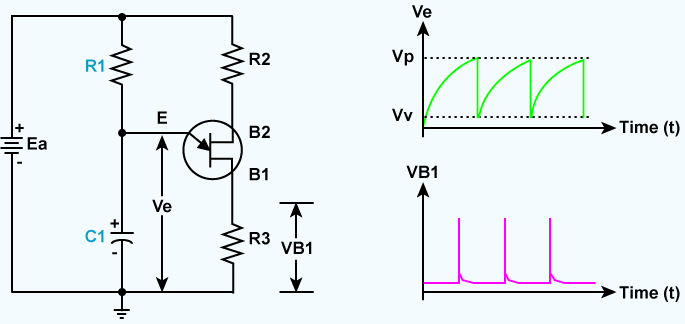 R1
R2
E
B2
+
Ea
-
B1
Ve
+
C1
-
R3
VB1
Ve
Vp
Vv
Time (t)
VB1
Time (t)